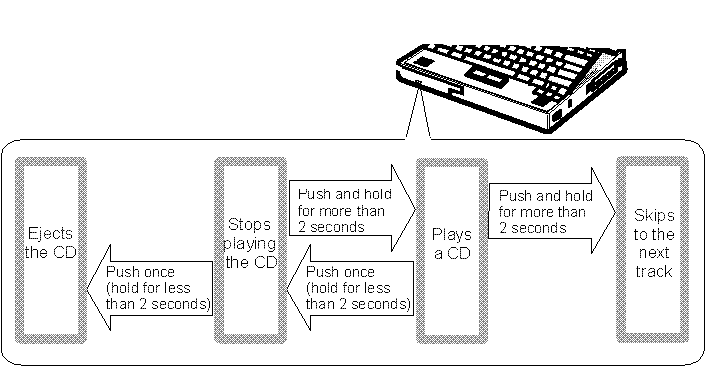 Ejects
the CD
Push once
(hold for less
than 2 seconds)
Stops
playing
the CD
Push and hold
for more than
2 seconds
Push once
(hold for less
than 2 seconds)
Plays
a CD
Push and hold
for more than
2 seconds
Skips
to the
next
track